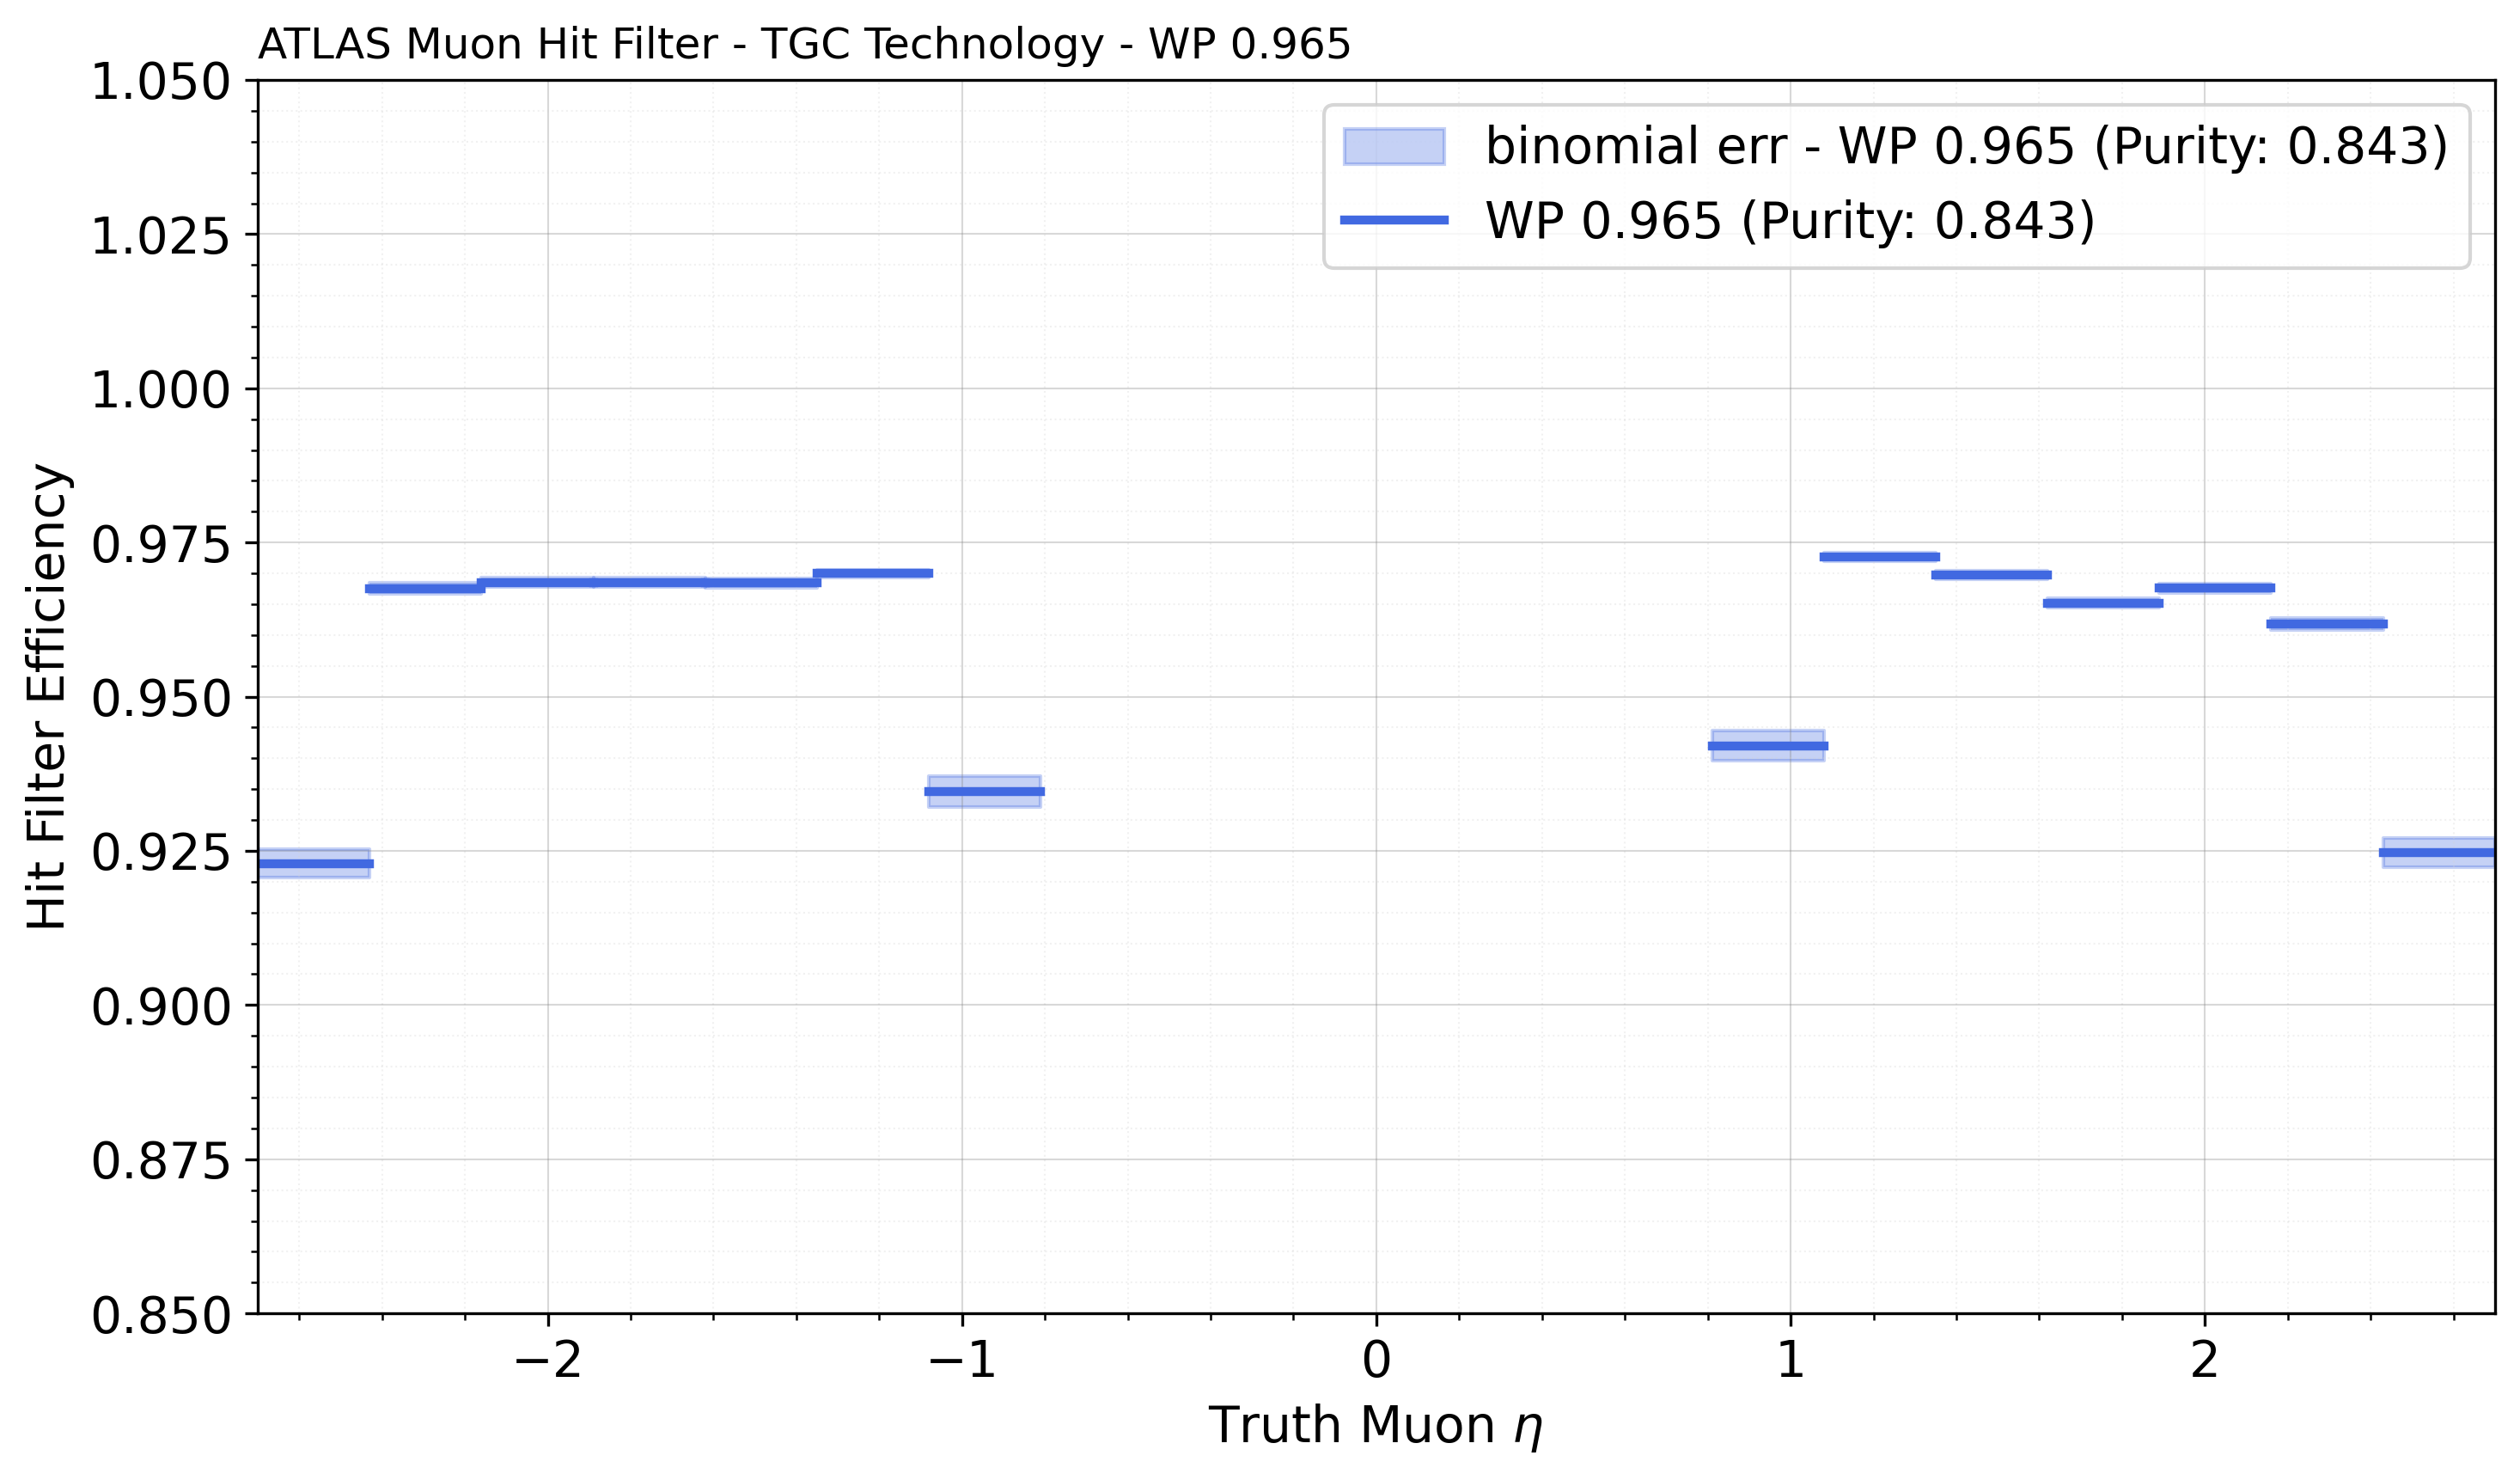 ATLAS Muon Hit Filter - TGC Technology - WP 0.965
1.050
1.025
1.000
0.975
0.950
0.925
0.900
0.875
0.850
Hit Filter Efficiency
binomial err - WP 0.965 (Purity: 0.843)
WP 0.965 (Purity: 0.843)
−2 −1 0 1 2
Truth Muon η